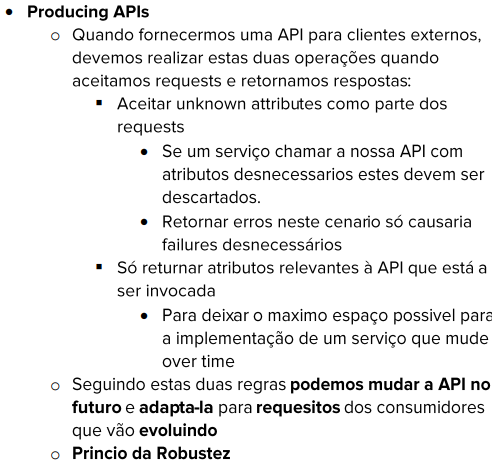 Producing APIs
Quando fornecermos uma API para clientes externos,
devemos realizar estas duas operações quando
aceitamos requests e retornamos respostas:
Aceitar unknown attributes como parte dos
requests
Se um serviço chamar a nossa API com
atributos desnecessarios estes devem ser
descartados.
Retornar erros neste cenario só causaria
failures desnecessários
Só returnar atributos relevantes à API que está a
ser invocada
Para deixar o maximo espaço possivel para
a implementação de um serviço que mude
over time
Seguindo estas duas regras podemos mudar a API no
futuro e adapta-la para requesitos dos consumidores
que vão evoluindo
Princio da Robustez